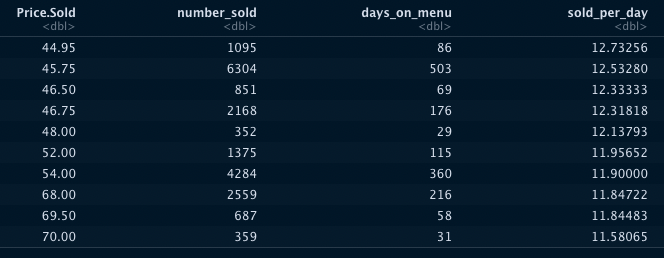 Price.Sold number_sold days_on_menu sold_per_day
<dbl> <dbl> <dbl> <dbl>
44.95 1095 86 12.73256
45.75 6304 503 12.53280
46.50 851 69 12.33333
46.75 2168 176 12.31818
48.00 352 29 12.13793
52.00 1375 115 11.95652
54.00 4284 360 11.90000
68.00 2559 216 11.84722
69.50 687 58 11.84483
70.00 359 31 11.58065